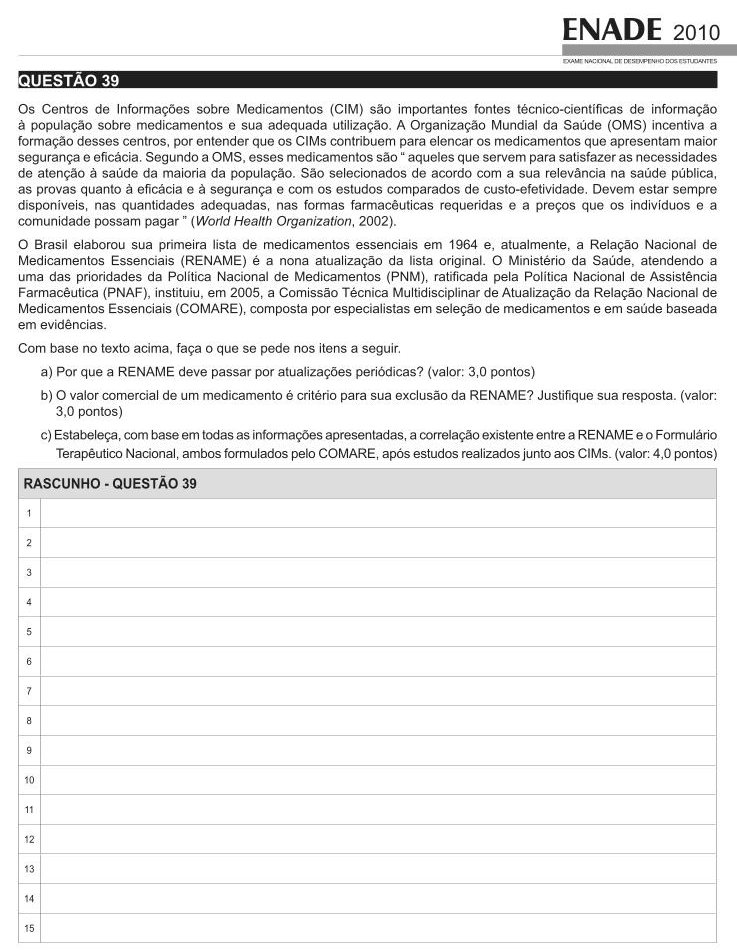 ENADE 2010
EXAME NACIONAL DE DESEMPENHO DOS ESTUDANTES
QUESTÃO 39
Os Centros de Informações sobre Medicamentos (CIM) são importantes fontes técnico-científicas de informação
à população sobre medicamentos e sua adequada utilização. A Organização Mundial da Saúde (OMS) incentiva a
formação desses centros, por entender que os CIMs contribuem para elencar os medicamentos que apresentam maior
segurança e eficácia. Segundo a OMS, esses medicamentos são “ aqueles que servem para satisfazer as necessidades
de atenção à saúde da maioria da população. São selecionados de acordo com a sua relevância na saúde pública,
as provas quanto à eficácia e à segurança e com os estudos comparados de custo-efetividade. Devem estar sempre
disponíveis, nas quantidades adequadas, nas formas farmacêuticas requeridas e a preços que os indivíduos e a
comunidade possam pagar ” (World Health Organization, 2002).
O Brasil elaborou sua primeira lista de medicamentos essenciais em 1964 e, atualmente, a Relação Nacional de
Medicamentos Essenciais (RENAME) é a nona atualização da lista original. O Ministério da Saúde, atendendo a
uma das prioridades da Política Nacional de Medicamentos (PNM), ratificada pela Política Nacional de Assistência
Farmacêutica (PNAF), instituiu, em 2005, a Comissão Técnica Multidisciplinar de Atualização da Relação Nacional de
Medicamentos Essenciais (COMARE), composta por especialistas em seleção de medicamentos e em saúde baseada
em evidências.
Com base no texto acima, faça o que se pede nos itens a seguir.
a) Por que a RENAME deve passar por atualizações periódicas? (valor: 3,0 pontos)
b) O valor comercial de um medicamento é critério para sua exclusão da RENAME? Justifique sua resposta. (valor:
3,0 pontos)
c) Estabeleça, com base em todas as informações apresentadas, a correlação existente entre a RENAME e o Formulário
Terapêutico Nacional, ambos formulados pelo COMARE, após estudos realizados junto aos CIMs. (valor: 4,0 pontos)
RASCUNHO - QUESTÃO 39
1
2
3
4
5
6
7
8
9
10
11
12
13
14
15